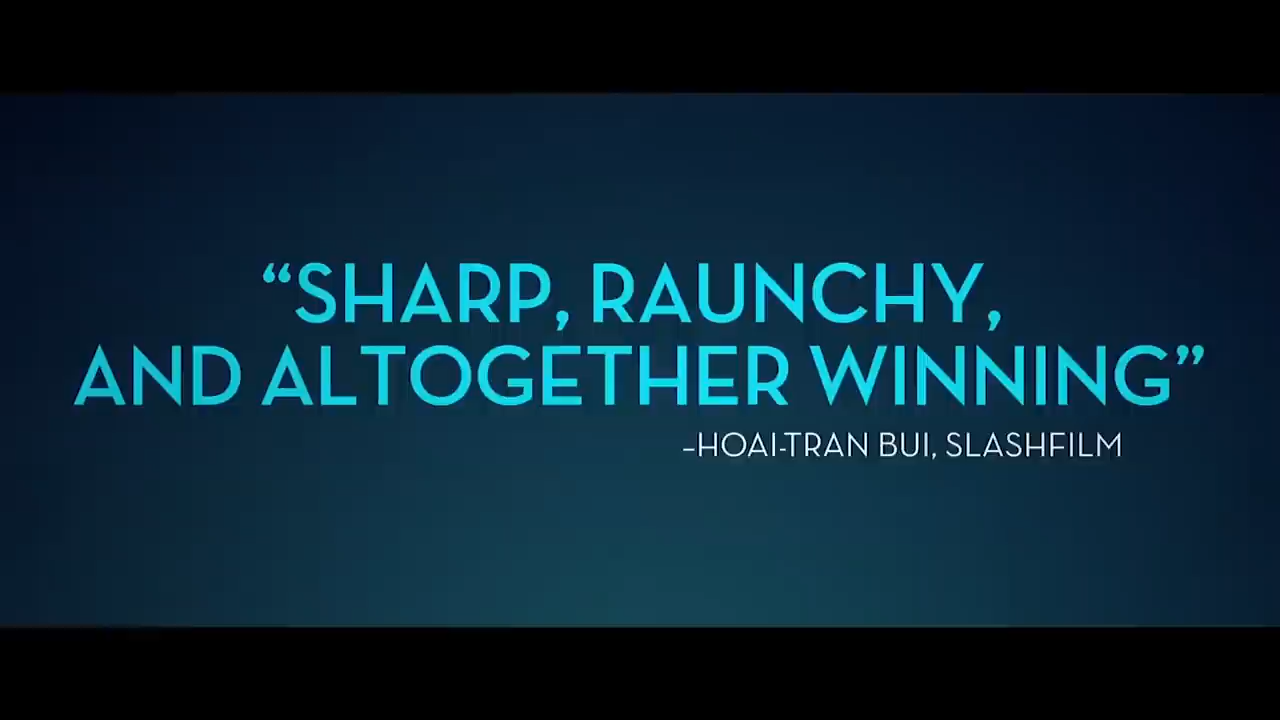 “SHARP, RAUNCHY,
AND ALTOGETHER WINNING”
–HOAI-TRAN BUI, SLASHFILM